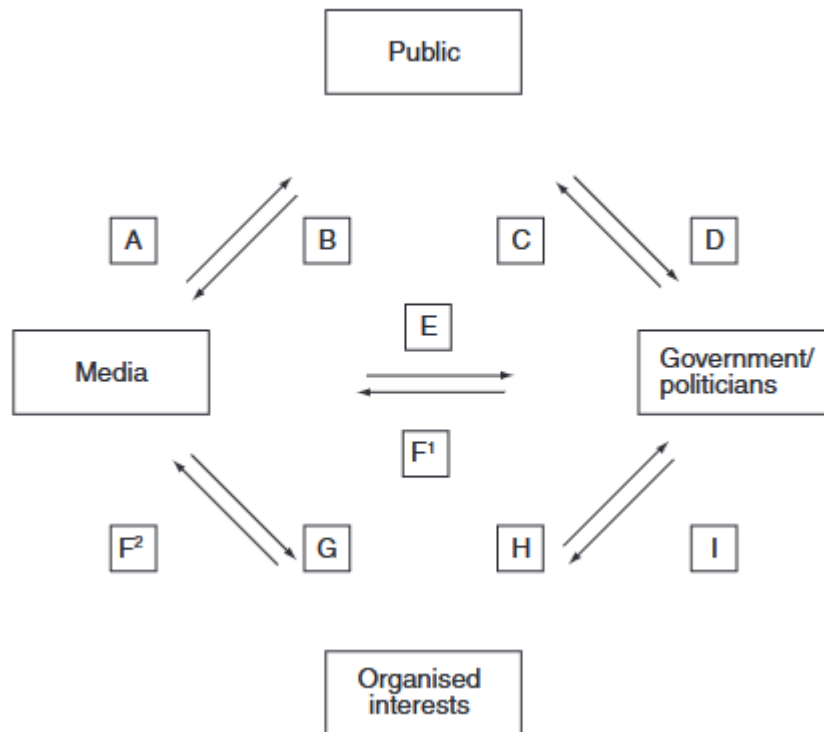 Public
A
B
C
D
E
Media
Government/
politicians
F¹
F²
G
H
I
Organised
interests